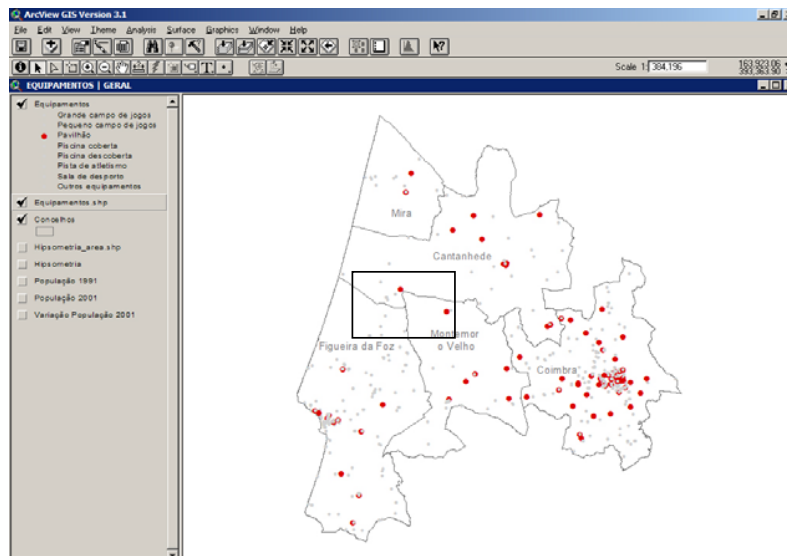 ArcView GIS Version 3.1
File Edit View Theme Analysis Surface Graphics Window Help
Scale 1: 384,196
163,923.06
393,363.90
EQUIPAMENTOS | GERAL
Equipamentos
Grande campo de jogos
Pequeno campo de jogos
Pavilhão
Piscina coberta
Piscina descoberta
Pista de atletismo
Sala de desporto
Outros equipamentos
Equipamentos.shp
Concelhos
Hipsometria_area.shp
Hipsometria
População 1991
População 2001
Variação População 2001
Mira
Cantanhede
Figueira da Foz
Montemor
o Velho
Coimbra